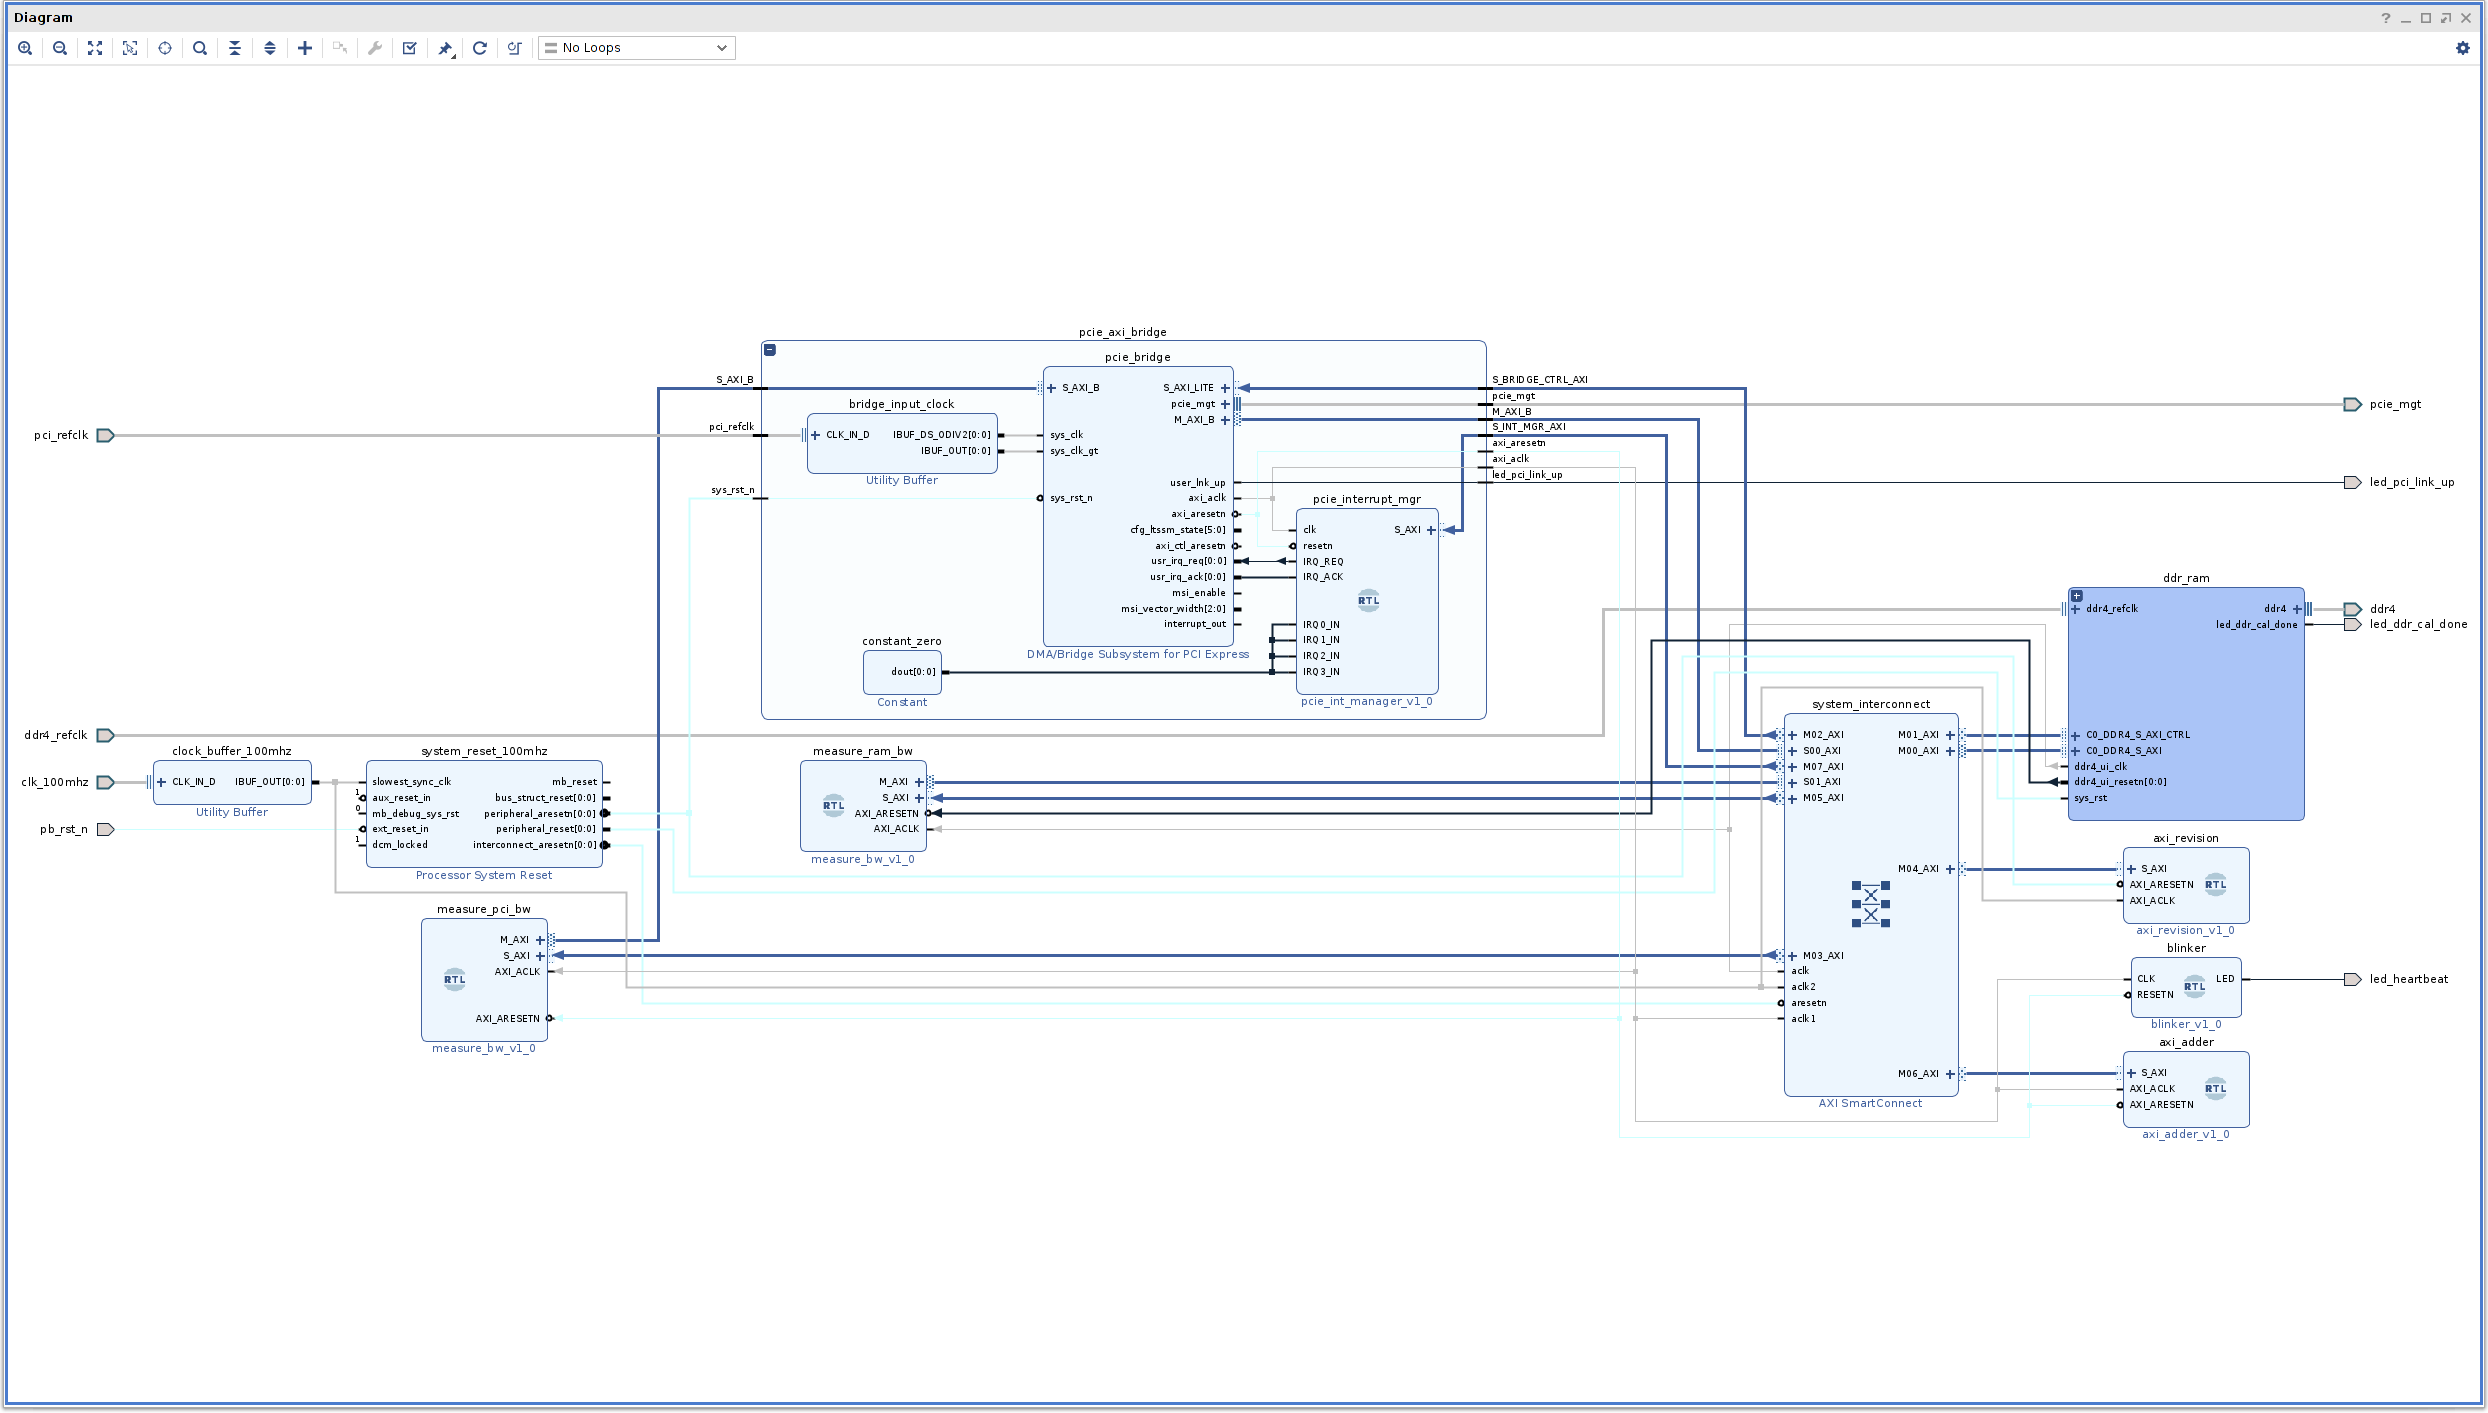 Diagram
No Loops
pcie_axi_bridge
pcie_bridge
S_AXI_B
S_AXI_B
S_AXI_LITE
pcie_mgt
M_AXI_B
user_lnk_up
axi_aclk
axi_aresetn
cfg_ltssm_state[5:0]
axi_ctl_aresetn
usr_irq_req[0:0]
usr_irq_ack[0:0]
msi_enable
msi_vector_width[2:0]
interrupt_out
sys_clk
sys_clk_gt
sys_rst_n
DMA/Bridge Subsystem for PCI Express
S_BRIDGE_CTRL_AXI
pcie_mgt
M_AXI_B
S_INT_MGR_AXI
axi_aresetn
axi_aclk
led_pci_link_up
pcie_mgt
led_pci_link_up
pci_refclk
pci_refclk
sys_rst_n
bridge_input_clock
CLK_IN_D
IBUF_DS_ODIV2[0:0]
IBUF_OUT[0:0]
Utility Buffer
pcie_interrupt_mgr
clk
S_AXI
resetn
IRQ_REQ
IRQ_ACK
RTL
IRQ0_IN
IRQ1_IN
IRQ2_IN
IRQ3_IN
pcie_int_manager_v1_0
constant_zero
dout[0:0]
Constant
ddr_ram
ddr4_refclk
ddr4
led_ddr_cal_done
C0_DDR4_S_AXI_CTRL
C0_DDR4_S_AXI
ddr4_ui_clk
ddr4_ui_resetn[0:0]
sys_rst
ddr4
led_ddr_cal_done
ddr4_refclk
clk_100mhz
pb_rst_n
clock_buffer_100mhz
CLK_IN_D
IBUF_OUT[0:0]
Utility Buffer
system_reset_100mhz
slowest_sync_clk
mb_reset
1
aux_reset_in
bus_struct_reset[0:0]
0
mb_debug_sys_rst
peripheral_aresetn[0:0]
ext_reset_in
peripheral_reset[0:0]
1
dcm_locked
interconnect_aresetn[0:0]
Processor System Reset
measure_ram_bw
M_AXI
S_AXI
AXI_ARESETN
AXI_ACLK
RTL
measure_bw_v1_0
system_interconnect
M02_AXI
M01_AXI
S00_AXI
M00_AXI
M07_AXI
S01_AXI
M05_AXI
M04_AXI
M03_AXI
aclk
aclk2
aresetn
aclk1
M06_AXI
AXI SmartConnect
axi_revision
S_AXI
AXI_ARESETN
AXI_ACLK
RTL
axi_revision_v1_0
measure_pci_bw
M_AXI
S_AXI
AXI_ACLK
RTL
AXI_ARESETN
measure_bw_v1_0
blinker
CLK
LED
RESETN
RTL
blinker_v1_0
led_heartbeat
axi_adder
S_AXI
AXI_ACLK
AXI_ARESETN
RTL
axi_adder_v1_0